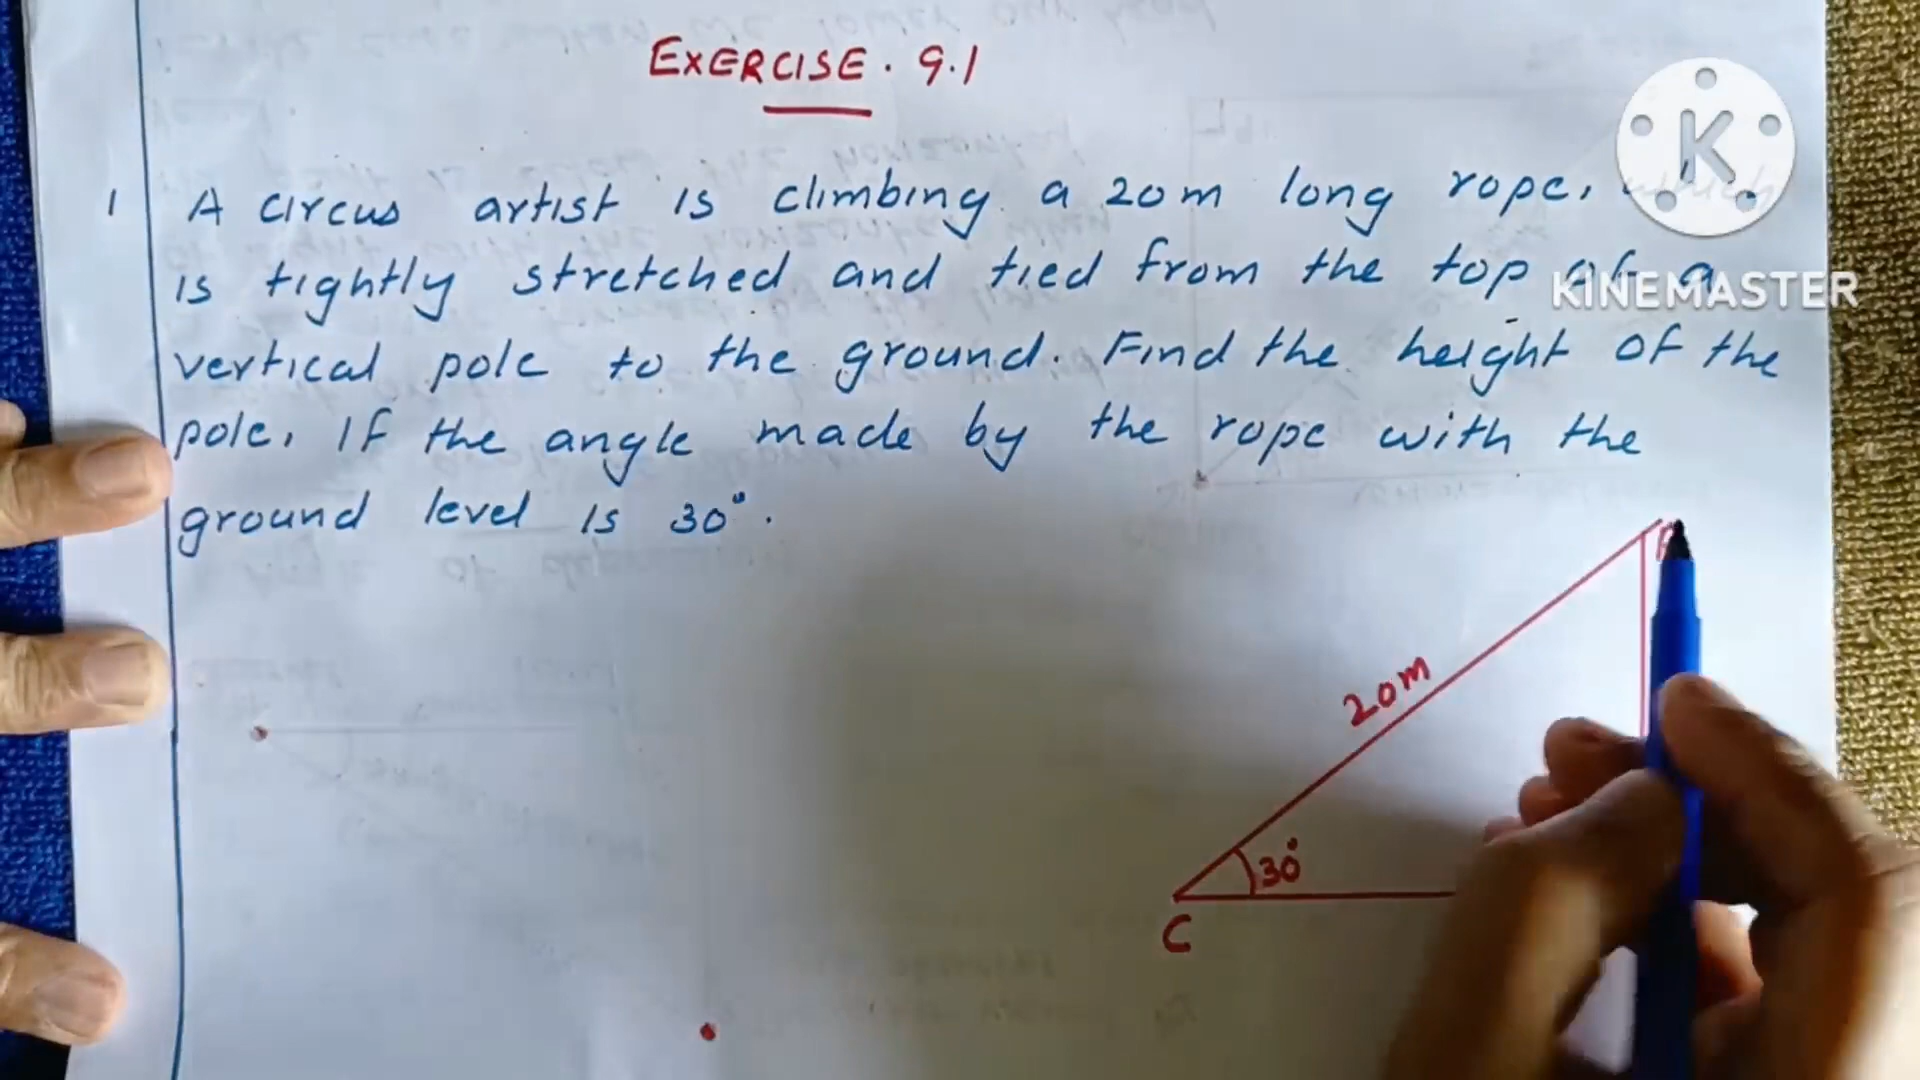 EXERCISE. 9.1
1 A circus artist is climbing a 20m long rope, which
is tightly stretched and tied from the top of a
vertical pole to the ground. Find the height of the
pole, if the angle made by the rope with the
ground level is 30°.
K
KINEMASTER
20m
30°
C